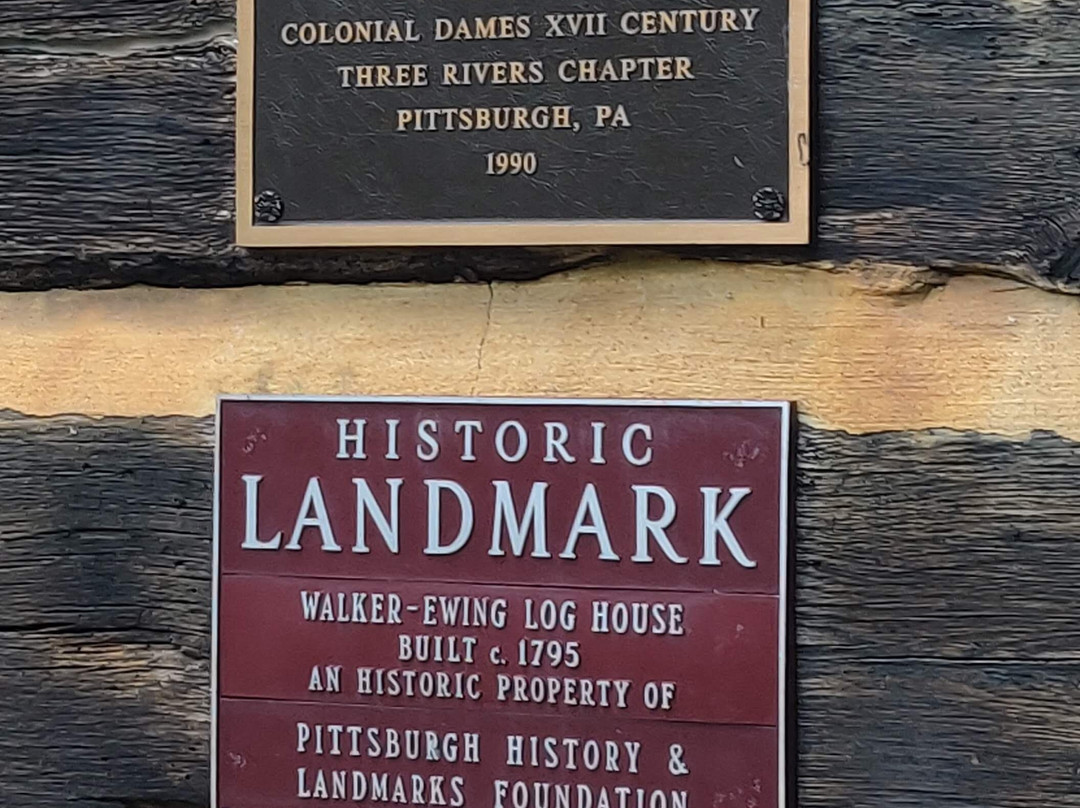 COLONIAL DAMES XVII CENTURY
THREE RIVERS CHAPTER
PITTSBURGH, PA
1990
HISTORIC
LANDMARK
WALKER-EWING LOG HOUSE
BUILT c. 1795
AN HISTORIC PROPERTY OF
PITTSBURGH HISTORY &
LANDMARKS FOUNDATION